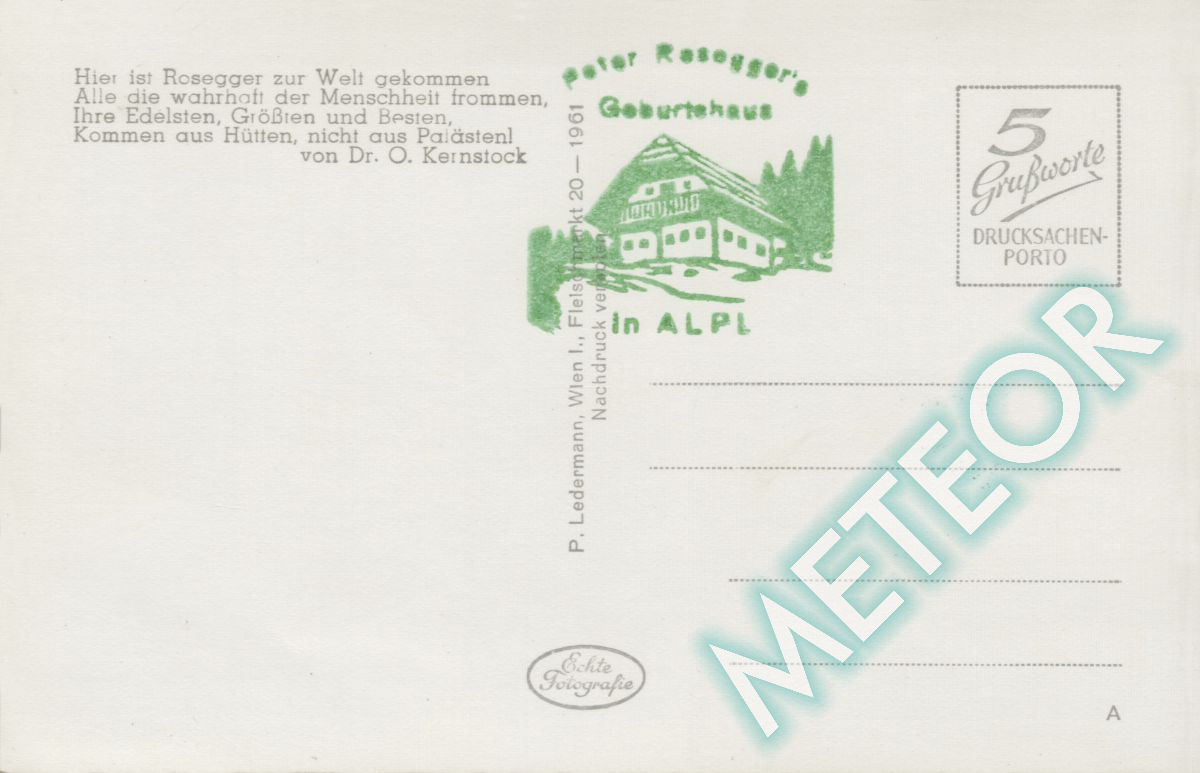 Hier ist Rosegger zur Welt gekommen
Alle die wahrhaft der Menschheit frommen,
Ihre Edelsten, Größten und Besten,
Kommen aus Hütten, nicht aus Palästen!
von Dr. O. Kernstock
Peter Rosegger's
Geburtshaus
in ALPL
P. Ledermann, Wien I., Fleischmarkt 20 — 1961
Nachdruck verboten
5
Grußworte
DRUCKSACHEN-
PORTO
METEOR
Echte
Fotografie
A